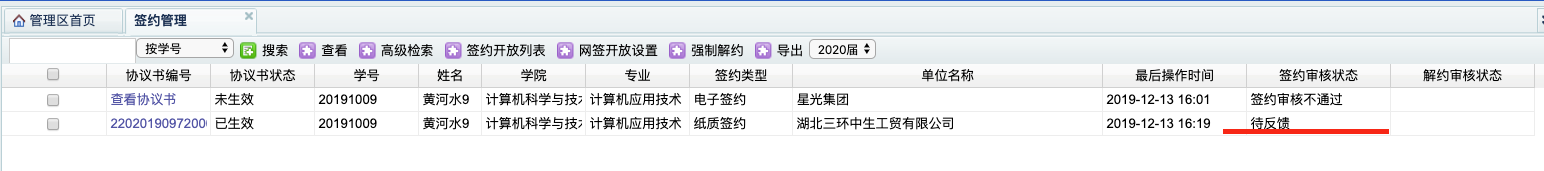 管理区首页 签约管理
按学号 搜索 查看 高级检索 签约开放列表 网签开放设置 强制解约 导出 2020届
协议书编号 协议书状态 学号 姓名 学院 专业 签约类型 单位名称 最后操作时间 签约审核状态 解约审核状态
查看协议书 未生效 20191009 黄河水9 计算机科学与技 计算机应用技术 电子签约 星光集团 2019-12-13 16:01 签约审核不通过
2202019097200 已生效 20191009 黄河水9 计算机科学与技 计算机应用技术 纸质签约 湖北三环中生工贸有限公司 2019-12-13 16:19 待反馈